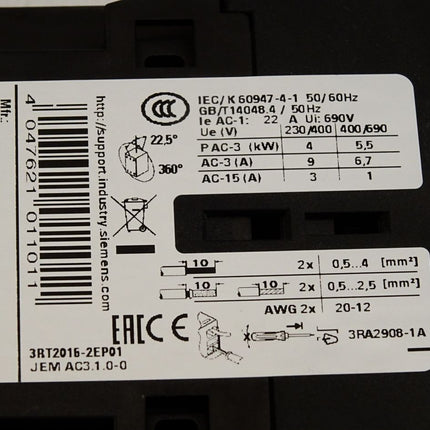 Mfr.:
4 047621 011011
http://support.industry.siemens.com
CCC
IEC/K 60947-4-1 50/60Hz
GB/T14048.4 / 50Hz
Ie AC-1: 22 A Ui: 690V
Ue (V) 230/400 400/690
P AC-3 (kW) 4 5,5
AC-3 (A) 9 6,7
AC-15 (A) 3 1
22.5°
360°
10 2x 0,5...4 [mm²]
10 10 2x 0,5...2,5 [mm²]
AWG 2x 20-12
EAC CE
3RA2908-1A
3RT2016-2EP01
JEM AC3.1.0-0